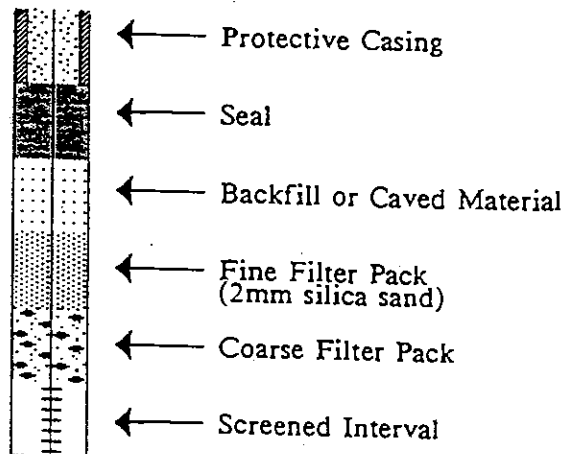 Protective Casing
Seal
Backfill or Caved Material
Fine Filter Pack
(2mm silica sand)
Coarse Filter Pack
Screened Interval